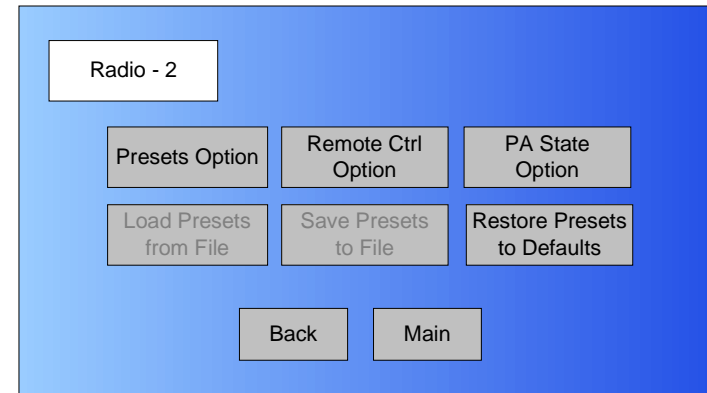 Radio - 2
Presets Option
Remote Ctrl
Option
PA State
Option
Load Presets
from File
Save Presets
to File
Restore Presets
to Defaults
Back
Main